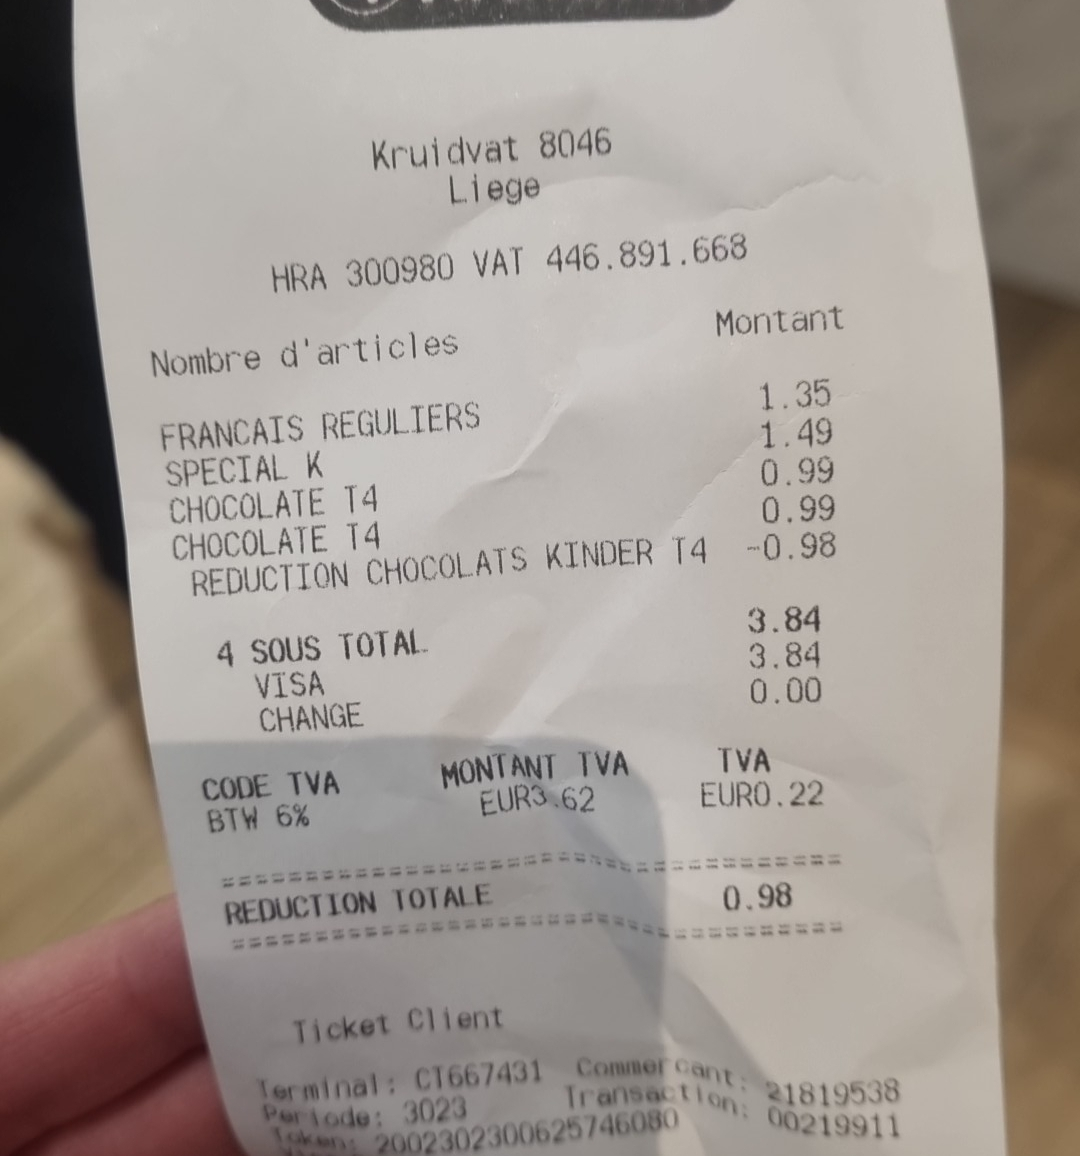 Kruidvat 8046
Liege
HRA 300980 VAT 446.891.668
Nombre d'articles Montant
FRANCAIS REGULIERS 1.35
SPECIAL K 1.49
CHOCOLATE T4 0.99
CHOCOLATE T4 0.99
REDUCTION CHOCOLATS KINDER T4 -0.98
4 SOUS TOTAL 3.84
VISA 3.84
CHANGE 0.00
CODE TVA MONTANT TVA TVA
BTW 6% EUR3.62 EUR0.22
================================
REDUCTION TOTALE 0.98
================================
Ticket Client
Terminal: CT667431 Commercant: 21819538
Periode: 3023 Transaction: 00219911
Token: 2002302300625746080